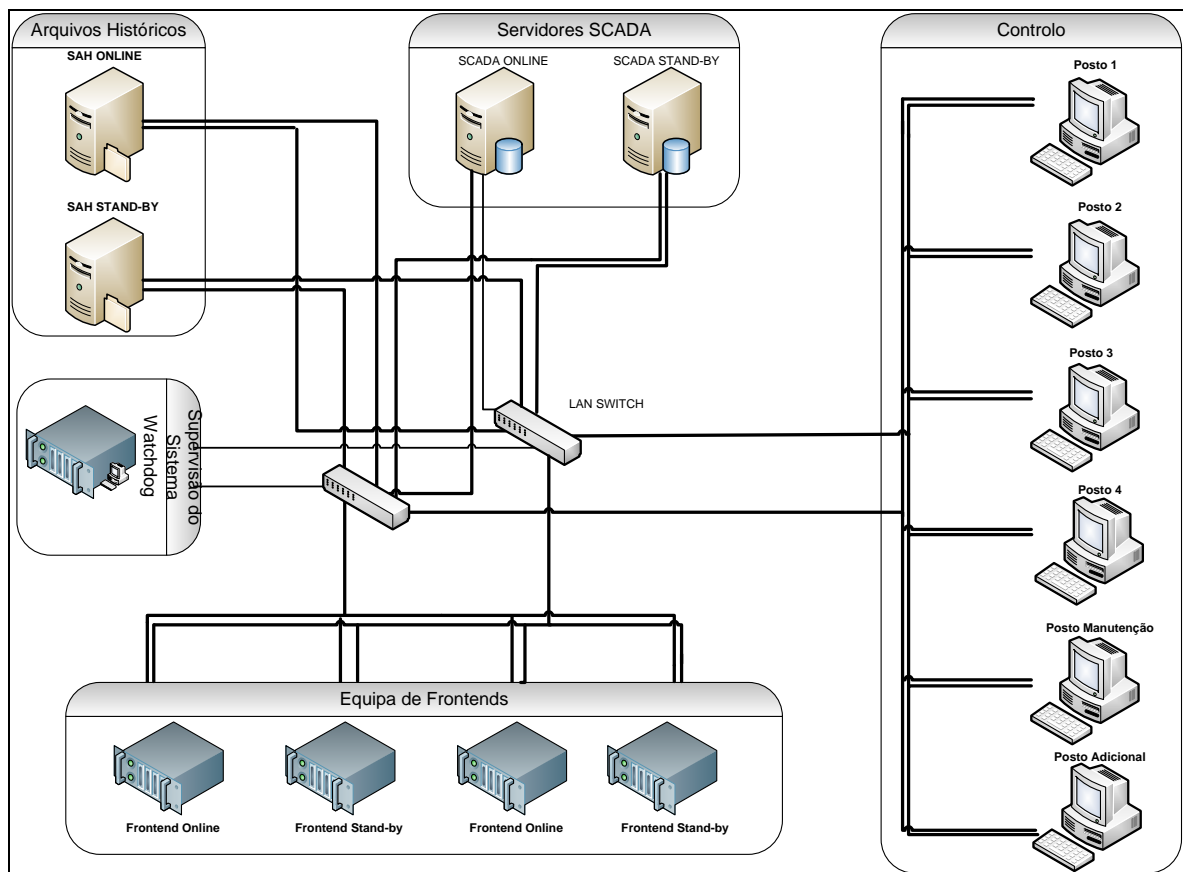 Arquivos Históricos
SAH ONLINE
SAH STAND-BY
Servidores SCADA
SCADA ONLINE
SCADA STAND-BY
Controlo
Posto 1
Posto 2
Posto 3
Posto 4
Posto Manutenção
Posto Adicional
Supervisão do
Sistema
Watchdog
LAN SWITCH
Equipa de Frontends
Frontend Online
Frontend Stand-by
Frontend Online
Frontend Stand-by